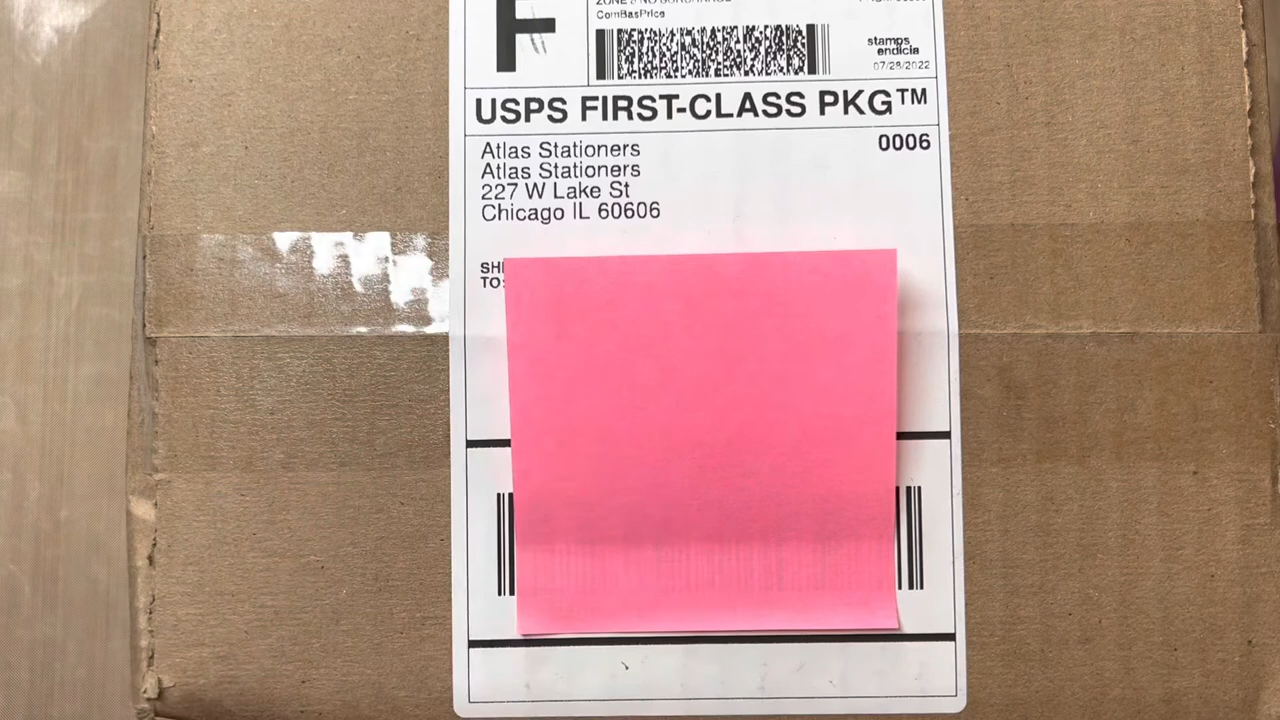 F
ComBasPrice
stamps
endicia
07/28/2022
USPS FIRST-CLASS PKG™
Atlas Stationers
0006
Atlas Stationers
227 W Lake St
Chicago IL 60606
TO: